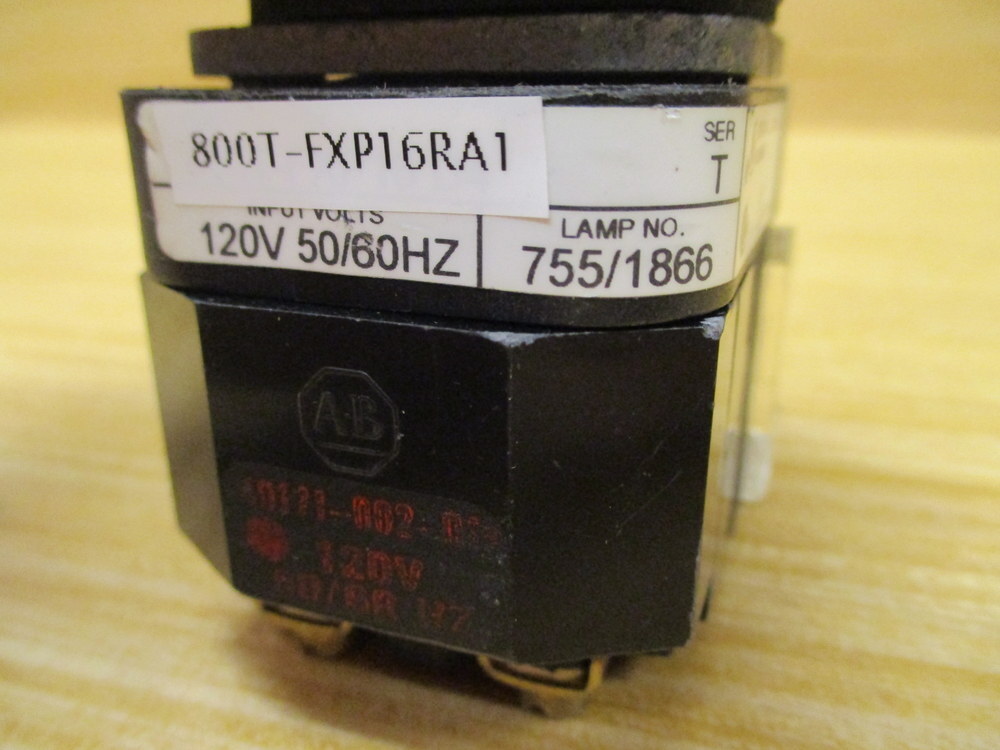 800T-FXP16RA1
SER
T
INPUT VOLTS
120V 50/60HZ
LAMP NO.
755/1866
A-B
120V